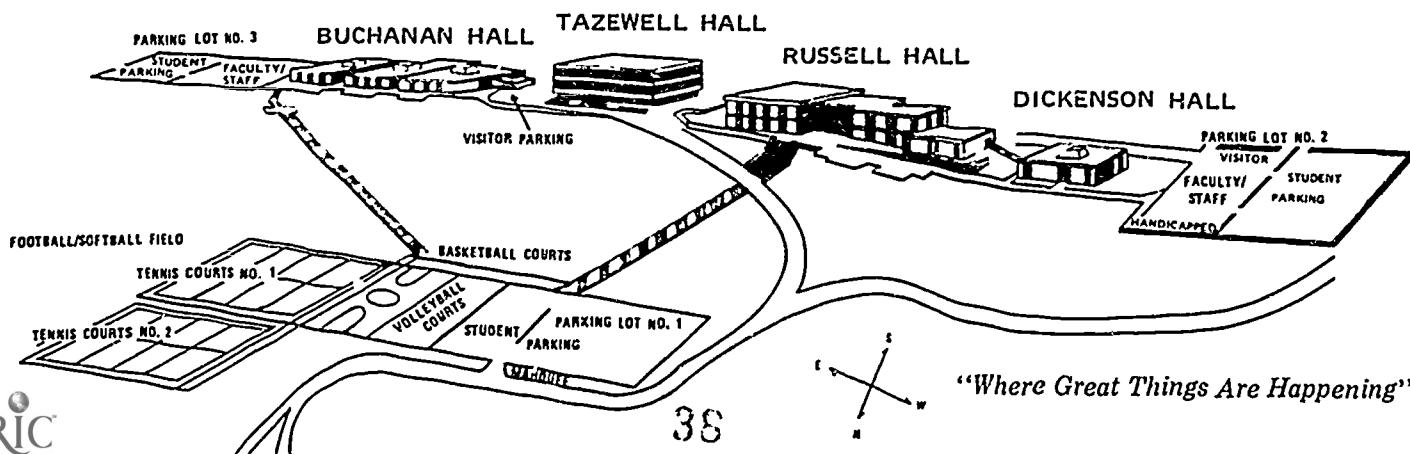 TAZEWELL HALL
BUCHANAN HALL
RUSSELL HALL
DICKENSON HALL
PARKING LOT NO. 3
STUDENT
PARKING
FACULTY/
STAFF
VISITOR PARKING
PARKING LOT NO. 2
VISITOR
FACULTY/
STAFF
STUDENT
PARKING
HANDICAPPED
FOOTBALL/SOFTBALL FIELD
BASKETBALL COURTS
TENNIS COURTS NO. 1
TENNIS COURTS NO. 2
VOLLEYBALL
COURTS
STUDENT
PARKING
PARKING LOT NO. 1
S
E
W
N
"Where Great Things Are Happening"
38
RIC